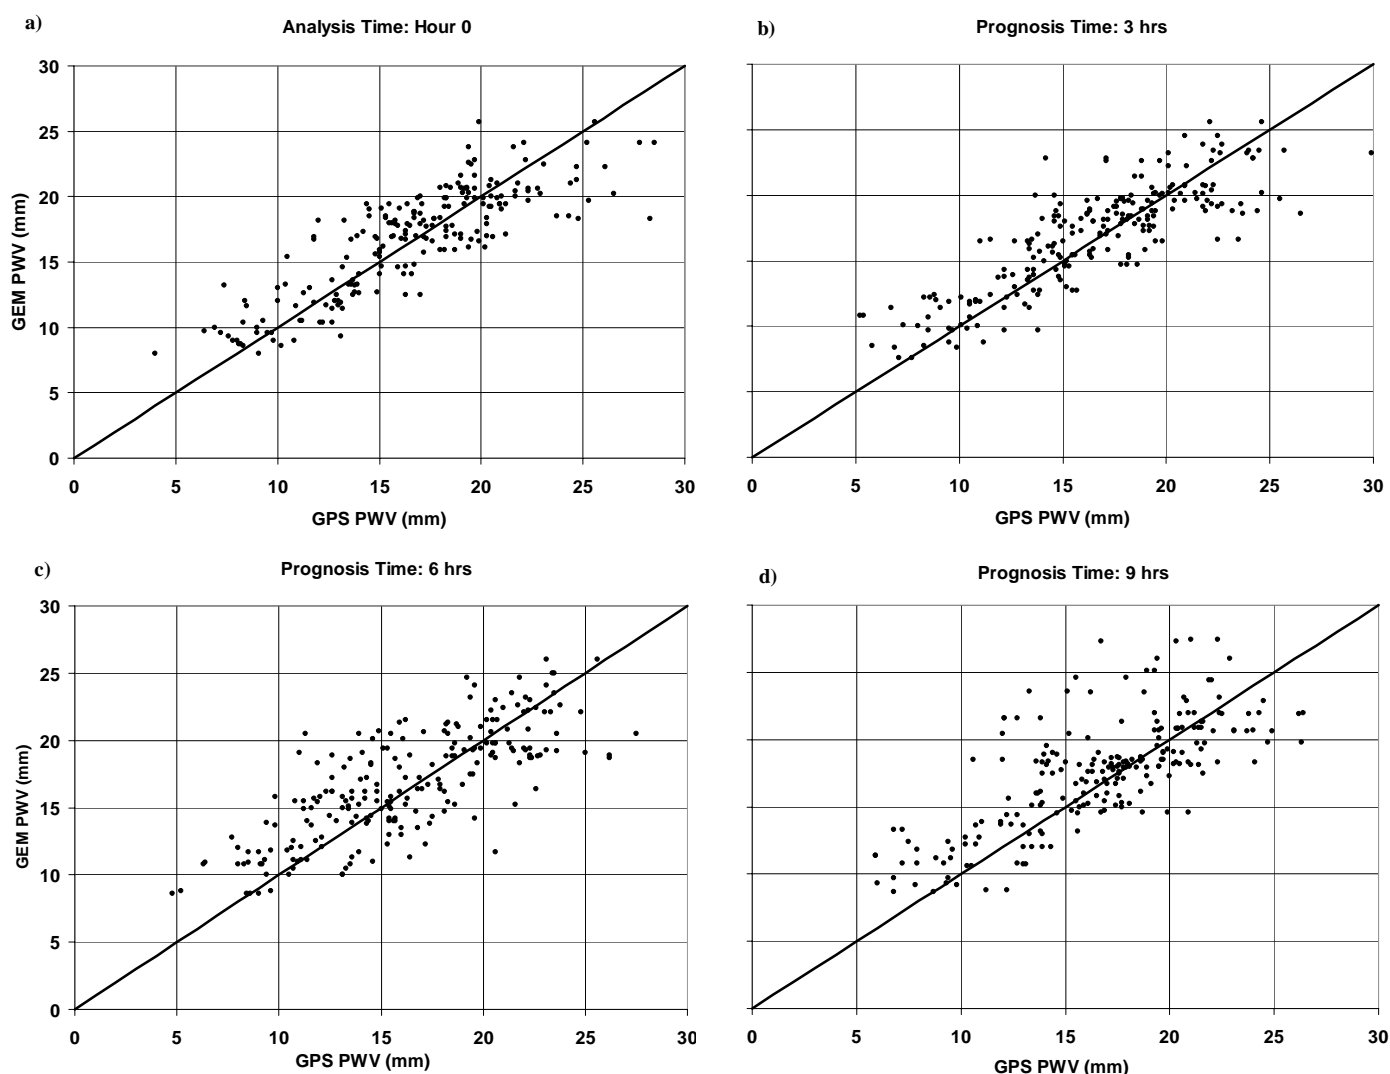 a)
Analysis Time: Hour 0
30
25
20
15
10
5
0
GEM PWV (mm)
0 5 10 15 20 25 30
GPS PWV (mm)
b)
Prognosis Time: 3 hrs
0 5 10 15 20 25 30
GPS PWV (mm)
c)
Prognosis Time: 6 hrs
30
25
20
15
10
5
0
GEM PWV (mm)
0 5 10 15 20 25 30
GPS PWV (mm)
d)
Prognosis Time: 9 hrs
0 5 10 15 20 25 30
GPS PWV (mm)